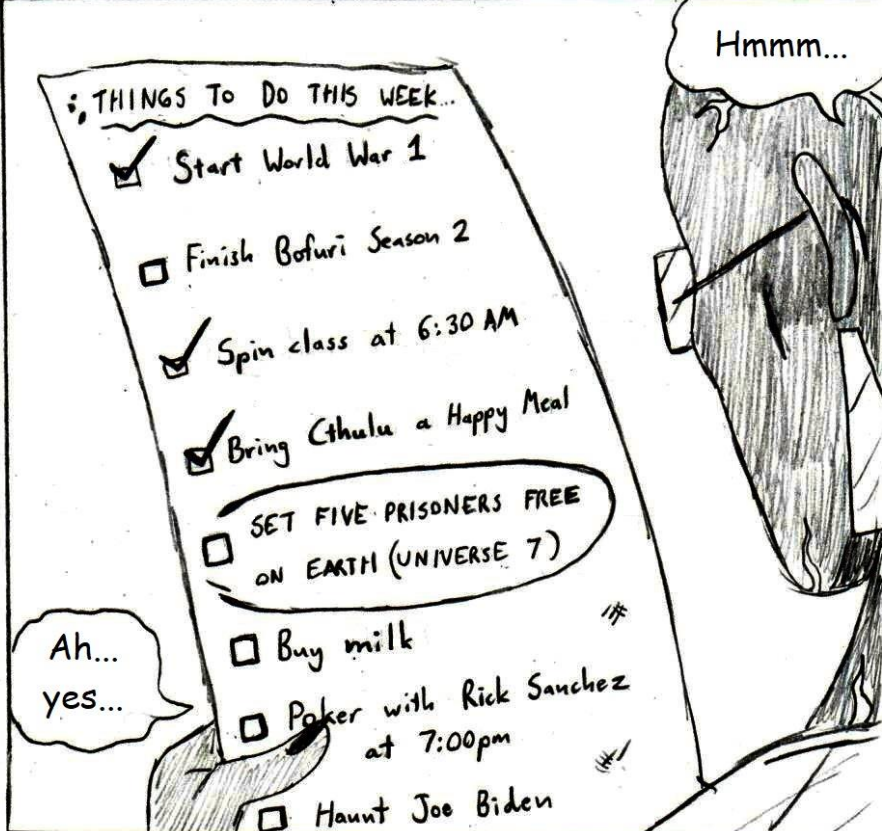 Hmmm...
THINGS TO DO THIS WEEK...
Start World War 1
Finish Bofuri Season 2
Spin class at 6:30 AM
Bring Cthulu a Happy Meal
SET FIVE PRISONERS FREE
ON EARTH (UNIVERSE 7)
Buy milk
Ah...
yes...
Poker with Rick Sanchez
at 7:00pm
Haunt Joe Biden